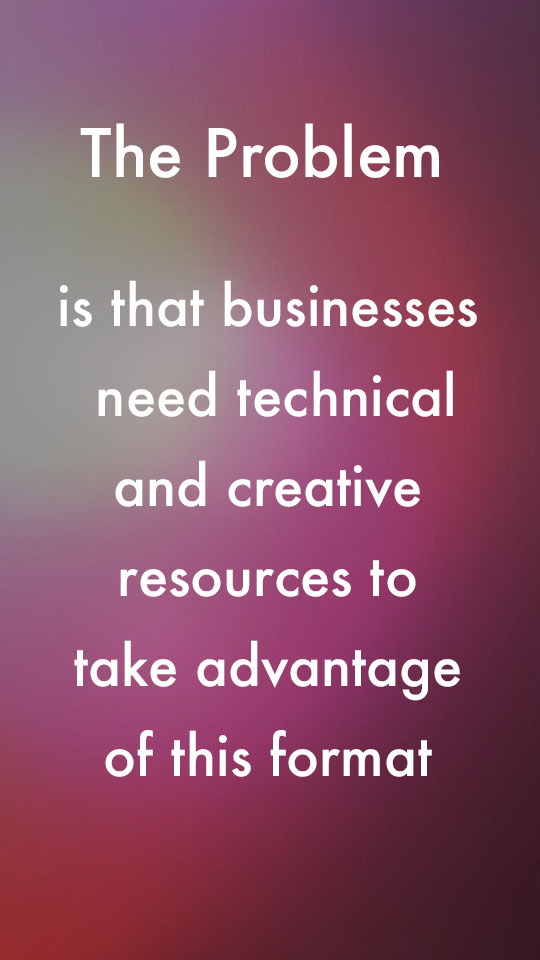 The Problem
is that businesses
need technical
and creative
resources to
take advantage
of this format